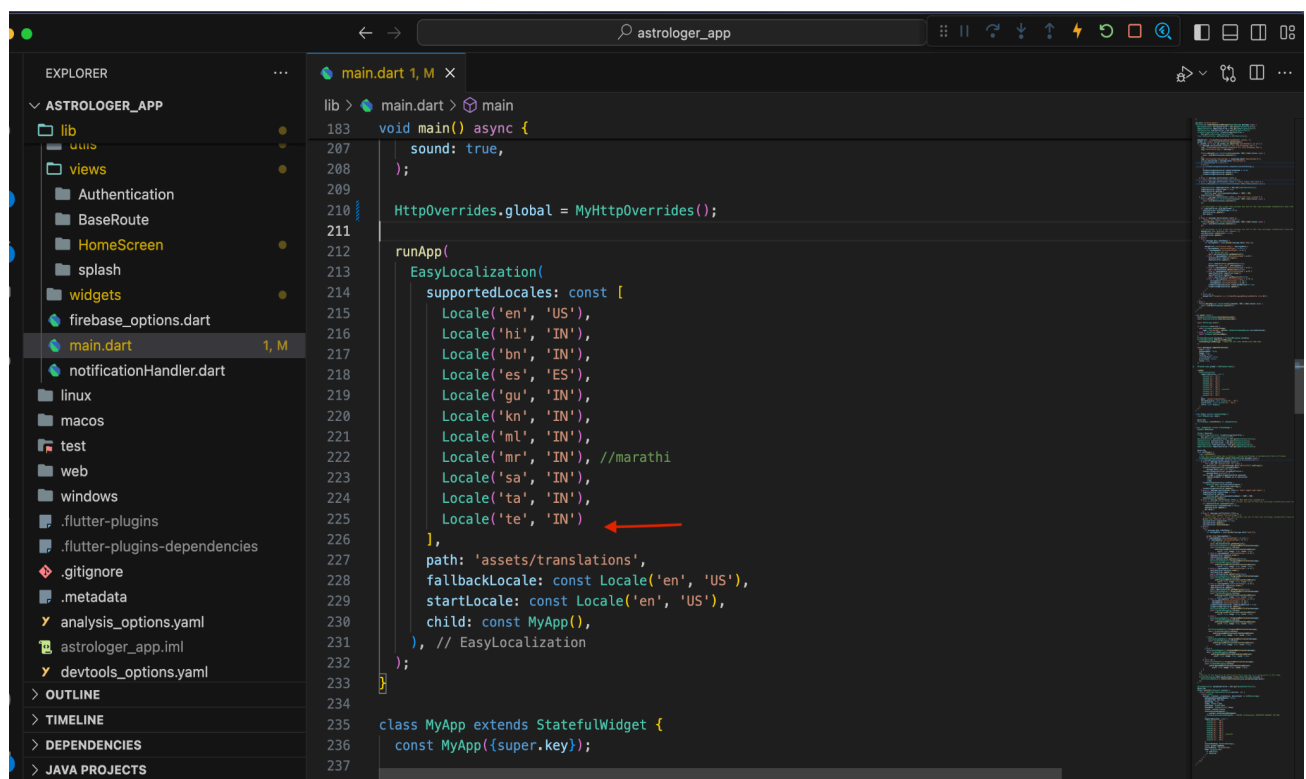 astrologer_app
EXPLORER
ASTROLOGER_APP
lib
utils
views
Authentication
BaseRoute
HomeScreen
splash
widgets
firebase_options.dart
main.dart 1, M
notificationHandler.dart
linux
macos
test
web
windows
.flutter-plugins
.flutter-plugins-dependencies
.gitignore
.metadata
analysis_options.yaml
astrologer_app.iml
devtools_options.yaml
OUTLINE
TIMELINE
DEPENDENCIES
JAVA PROJECTS
main.dart 1, M
lib > main.dart > main
183 void main() async {
207 sound: true,
208 );
209
210 HttpOverrides.global = MyHttpOverrides();
211
212 runApp(
213 EasyLocalization(
214 supportedLocales: const [
215 Locale('en', 'US'),
216 Locale('hi', 'IN'),
217 Locale('bn', 'IN'),
218 Locale('es', 'ES'),
219 Locale('gu', 'IN'),
220 Locale('kn', 'IN'),
221 Locale('ml', 'IN'),
222 Locale('mr', 'IN'), //marathi
223 Locale('sa', 'IN'),
224 Locale('ta', 'IN'),
225 Locale('te', 'IN')
226 ],
227 path: 'assets/translations',
228 fallbackLocale: const Locale('en', 'US'),
229 startLocale: const Locale('en', 'US'),
230 child: const MyApp(),
231 ), // EasyLocalization
232 );
233 }
234
235 class MyApp extends StatefulWidget {
236 const MyApp({super.key});
237